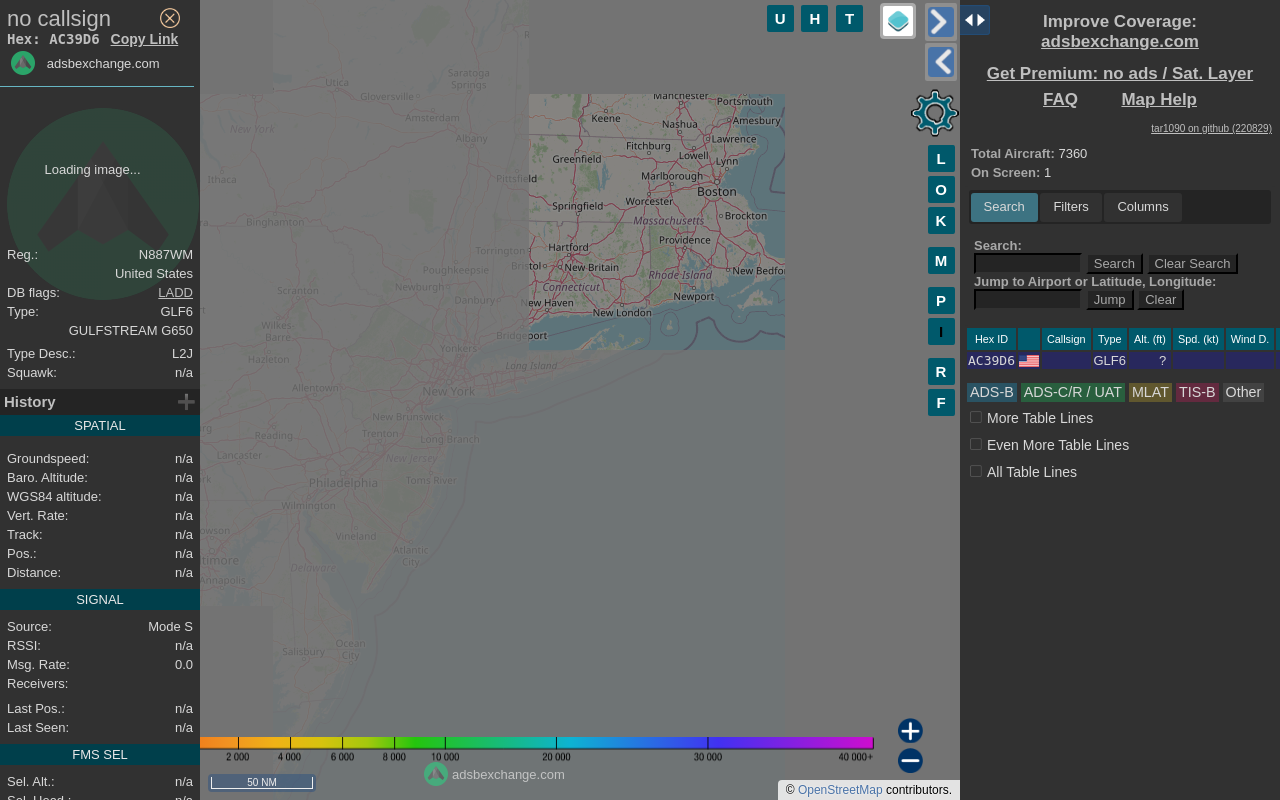 no callsign
Hex: AC39D6 Copy Link
adsbexchange.com
Loading image...
Reg.: N887WM
United States
DB flags: LADD
Type: GLF6
GULFSTREAM G650
Type Desc.: L2J
Squawk: n/a
History
SPATIAL
Groundspeed: n/a
Baro. Altitude: n/a
WGS84 altitude: n/a
Vert. Rate: n/a
Track: n/a
Pos.: n/a
Distance: n/a
SIGNAL
Source: Mode S
RSSI: n/a
Msg. Rate: 0.0
Receivers:
Last Pos.: n/a
Last Seen: n/a
FMS SEL
Sel. Alt.: n/a
Sel. Head.: n/a
U H T
L
O
K
M
P
I
R
F
Saratoga
Springs
Utica
Gloversville
Amsterdam
New York
Albany
Ithaca
Pittsfield
Binghamton
Torrington
Poughkeepsie
Newburgh
Scranton
Danbury
Wilkes
Barre
Bridgeport
Yonkers
Hazleton
Long Island
Allentown
New York
New Brunswick
Reading
Trenton
Long Branch
Lancaster
New Jersey
Philadelphia
Toms River
Wilmington
Vineland
Atlantic
City
Delaware
Annapolis
Salisbury
Ocean
City
Manchester
Portsmouth
Keene
Nashua
Amesbury
Fitchburg
Lawrence
Greenfield
Lowell
Lynn
Marlborough
Boston
Worcester
Springfield
Massachusetts
Brockton
Hartford
Providence
Bristol
New Britain
Rhode Island
New Bedfo
Connecticut
Newport
New Haven
New London
2 000 4 000 6 000 8 000 10 000 20 000 30 000 40 000+
adsbexchange.com
50 NM
© OpenStreetMap contributors.
Improve Coverage:
adsbexchange.com
Get Premium: no ads / Sat. Layer
FAQ Map Help
tar1090 on github (220829)
Total Aircraft: 7360
On Screen: 1
Search Filters Columns
Search:
Search Clear Search
Jump to Airport or Latitude, Longitude:
Jump Clear
Hex ID Callsign Type Alt. (ft) Spd. (kt) Wind D.
AC39D6 GLF6 ?
ADS-B ADS-C/R / UAT MLAT TIS-B Other
More Table Lines
Even More Table Lines
All Table Lines